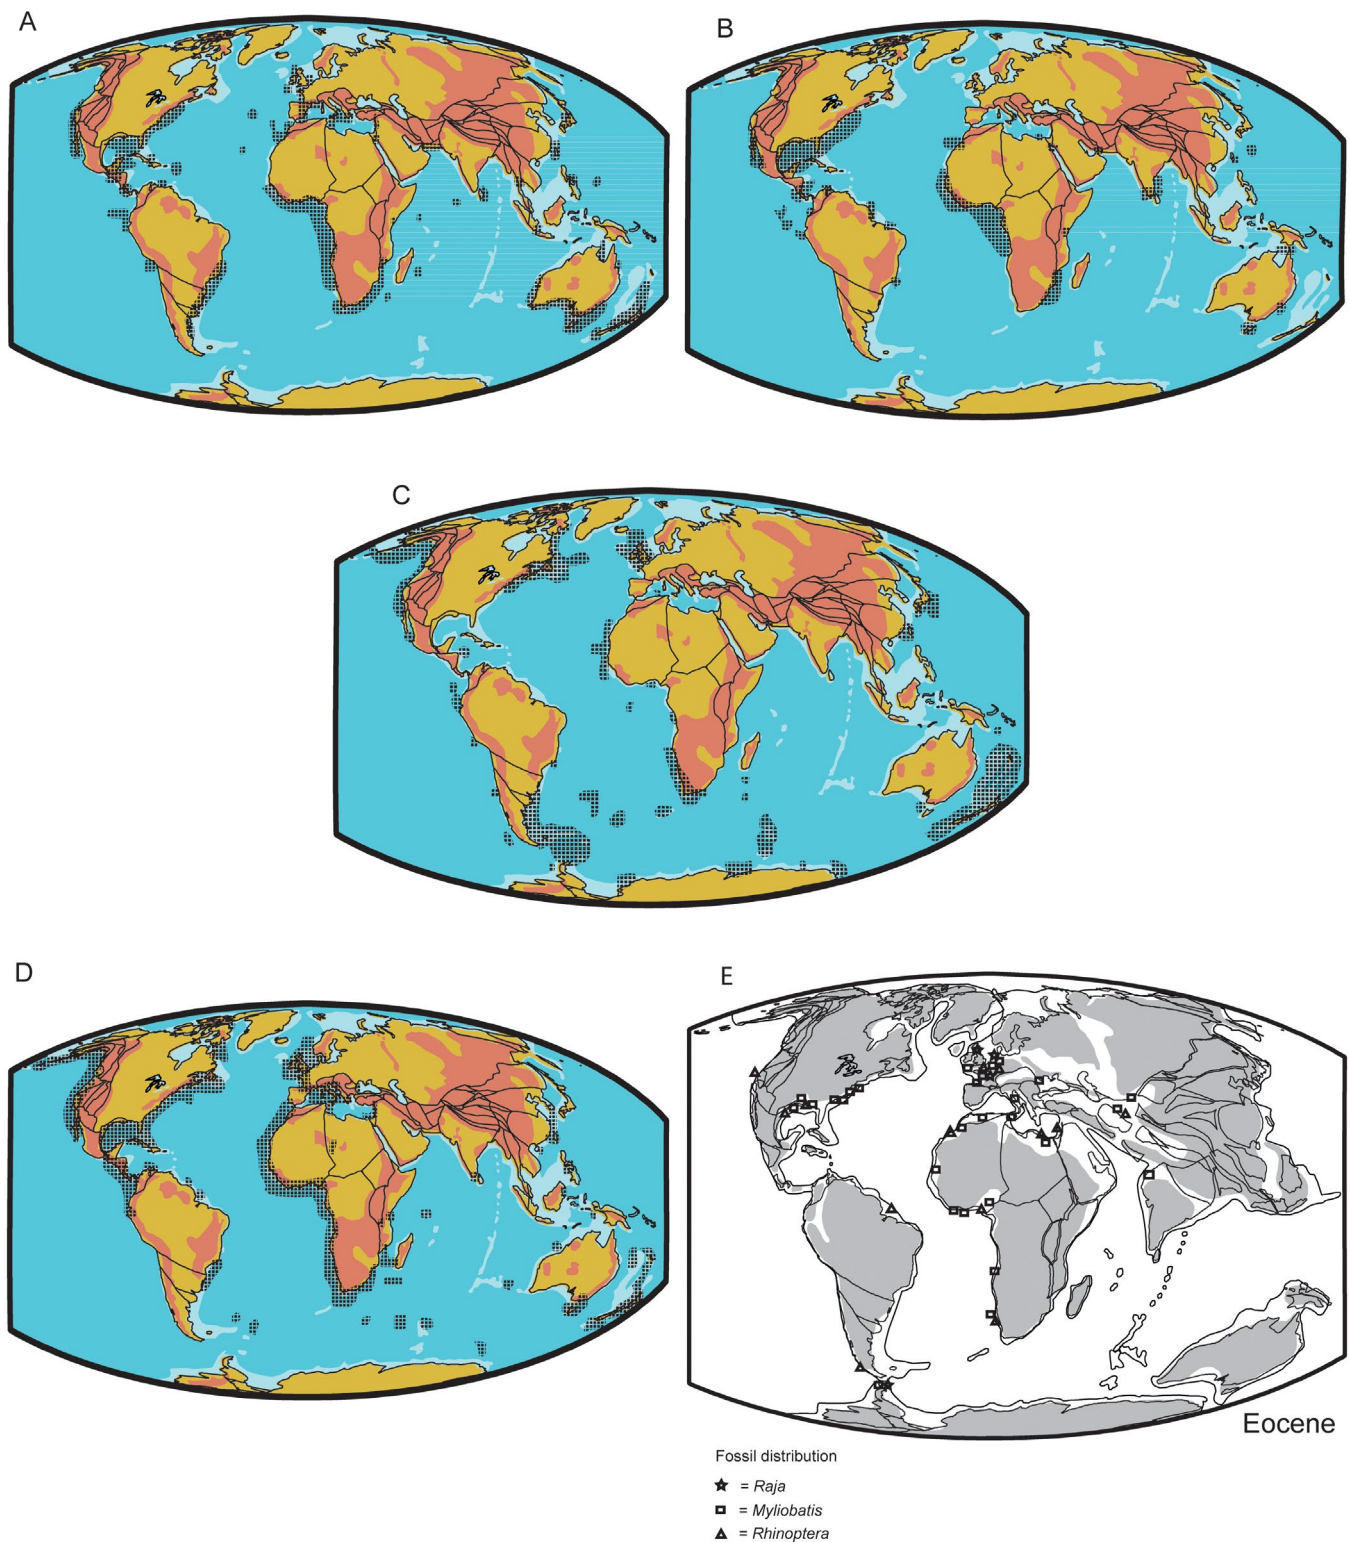 A
B
C
D
E
Eocene
Fossil distribution
= Raja
= Myliobatis
= Rhinoptera